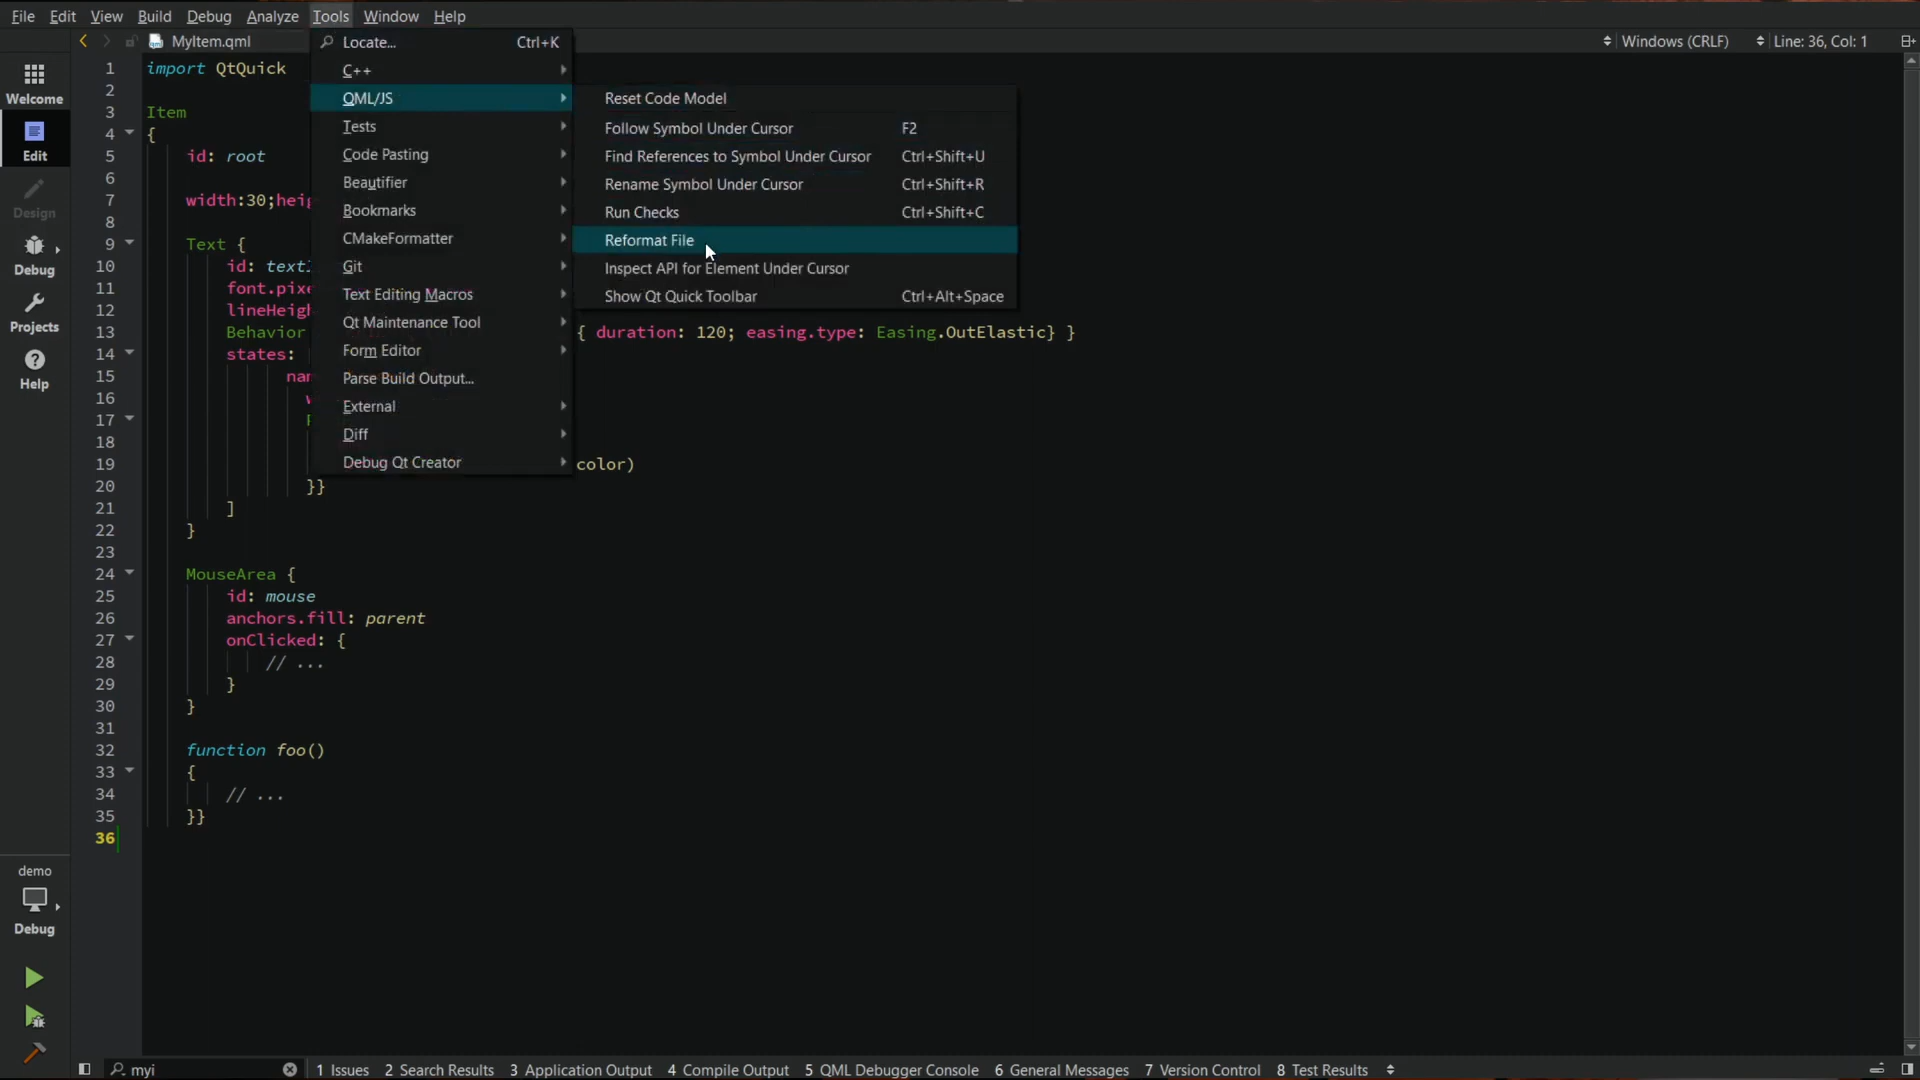 File Edit View Build Debug Analyze Tools Window Help
MyItem.qml
Windows (CRLF) Line: 36, Col: 1
Welcome
Edit
Design
Debug
Projects
Help
demo
Debug
Locate... Ctrl+K
C++
QML/JS
Tests
Code Pasting
Beautifier
Bookmarks
CMakeFormatter
Git
Text Editing Macros
Qt Maintenance Tool
Form Editor
Parse Build Output...
External
Diff
Debug Qt Creator
Reset Code Model
Follow Symbol Under Cursor F2
Find References to Symbol Under Cursor Ctrl+Shift+U
Rename Symbol Under Cursor Ctrl+Shift+R
Run Checks Ctrl+Shift+C
Reformat File
Inspect API for Element Under Cursor
Show Qt Quick Toolbar Ctrl+Alt+Space
1 import QtQuick
2
3 Item
4 {
5 id: root
6
7 width:30;heig
8
9 Text {
10 id: text
11 font.pixe
12 lineHeigh
13 Behavior { duration: 120; easing.type: Easing.OutElastic} }
14 states:
15 nam
16
17
18
19 color)
20 }}
21 ]
22 }
23
24 MouseArea {
25 id: mouse
26 anchors.fill: parent
27 onClicked: {
28 // ...
29 }
30 }
31
32 function foo()
33 {
34 // ...
35 }}
36
myi 1 Issues 2 Search Results 3 Application Output 4 Compile Output 5 QML Debugger Console 6 General Messages 7 Version Control 8 Test Results